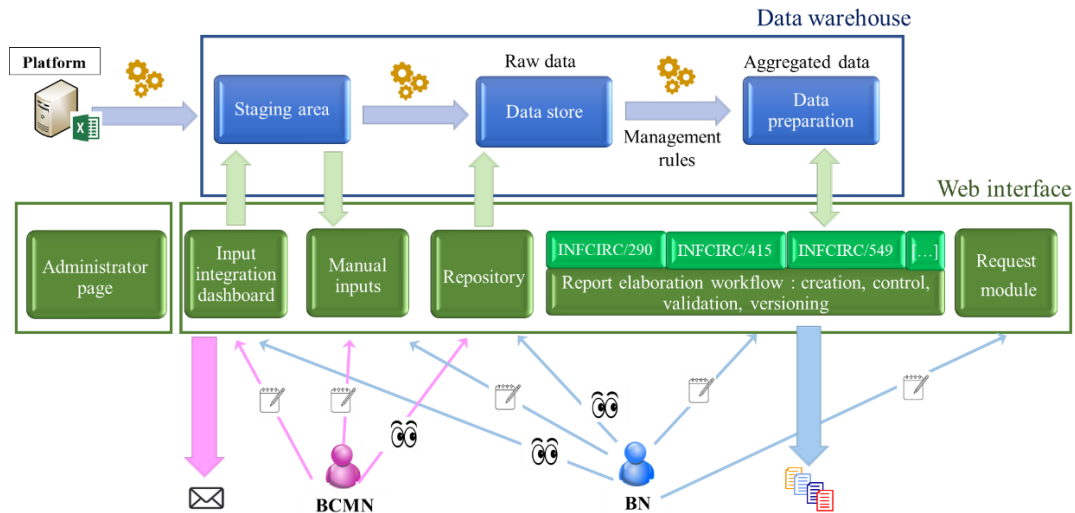 Data warehouse
Platform
Raw data
Aggregated data
Staging area
Data store
Data
preparation
Management
rules
Web interface
Administrator
page
Input
integration
dashboard
Manual
inputs
Repository
INFCIRC/290
INFCIRC/415
INFCIRC/549
[…]
Report elaboration workflow : creation, control,
validation, versioning
Request
module
BCMN
BN